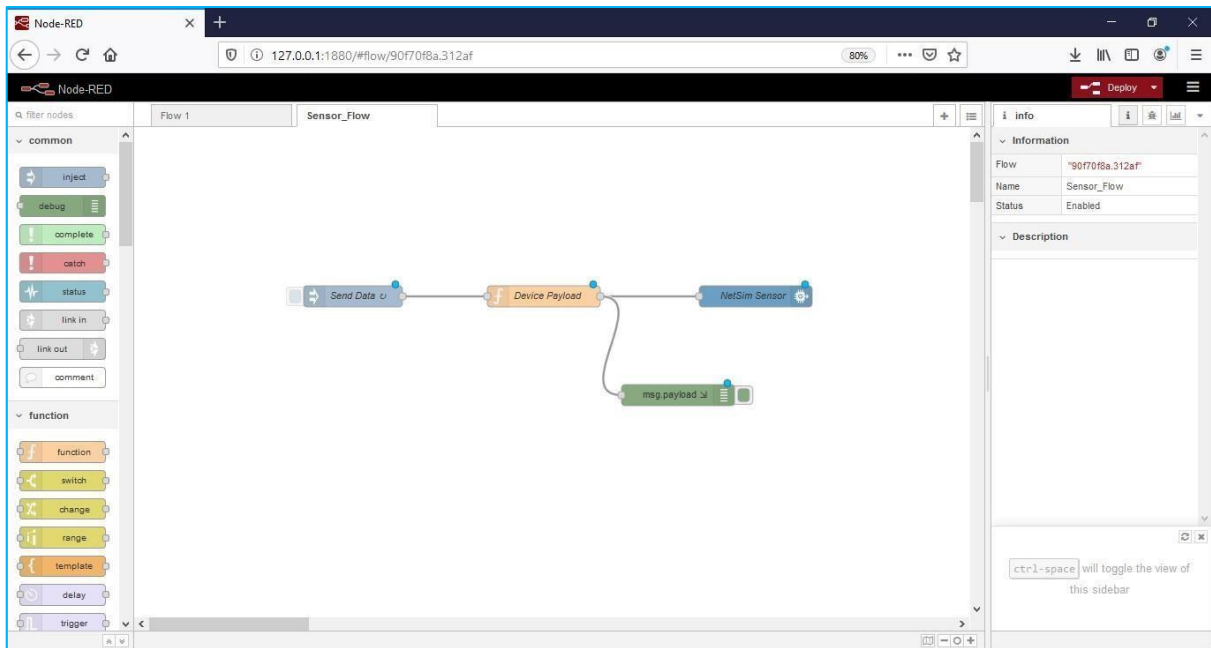 Node-RED
127.0.0.1:1880/#flow/90f70f8a.312af
80%
Node-RED
Deploy
filter nodes
Flow 1
Sensor_Flow
i info
i
common
inject
debug
complete
catch
status
link in
link out
comment
function
function
switch
change
range
template
delay
trigger
Send Data ↻
Device Payload
NetSim Sensor
msg.payload
Information
Flow "90f70f8a.312af"
Name Sensor_Flow
Status Enabled
Description
ctrl-space will toggle the view of
this sidebar